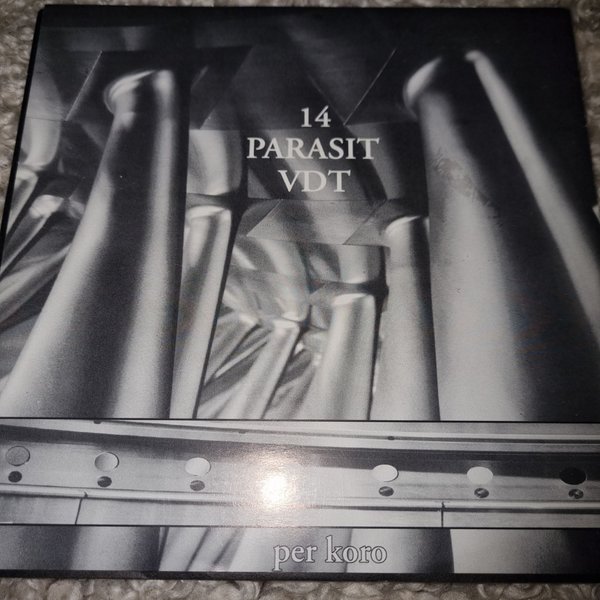 14
PARASIT
VDT
per koro